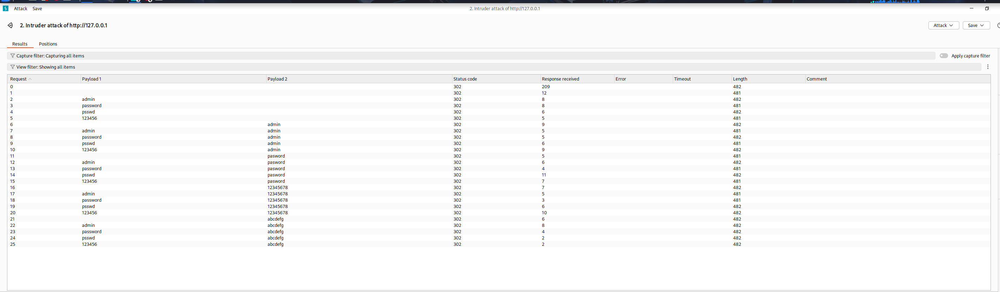 Attack Save 2. Intruder attack of http://127.0.0.1
2. Intruder attack of http://127.0.0.1 Attack Save
Results Positions
Capture filter: Capturing all items Apply capture filter
View filter: Showing all items
Request Payload 1 Payload 2 Status code Response received Error Timeout Length Comment
0 302 209 482
1 302 12 481
2 admin 302 8 482
3 password 302 8 481
4 psswd 302 6 482
5 123456 302 5 481
6 admin 302 9 482
7 admin admin 302 5 481
8 password admin 302 5 482
9 psswd admin 302 6 481
10 123456 admin 302 9 482
11 pasword 302 5 481
12 admin pasword 302 6 482
13 password pasword 302 4 481
14 psswd pasword 302 11 482
15 123456 pasword 302 7 481
16 12345678 302 7 482
17 admin 12345678 302 5 481
18 password 12345678 302 3 481
19 psswd 12345678 302 6 482
20 123456 12345678 302 10 482
21 abcdefg 302 6 482
22 admin abcdefg 302 8 482
23 password abcdefg 302 4 482
24 psswd abcdefg 302 2 482
25 123456 abcdefg 302 2 482